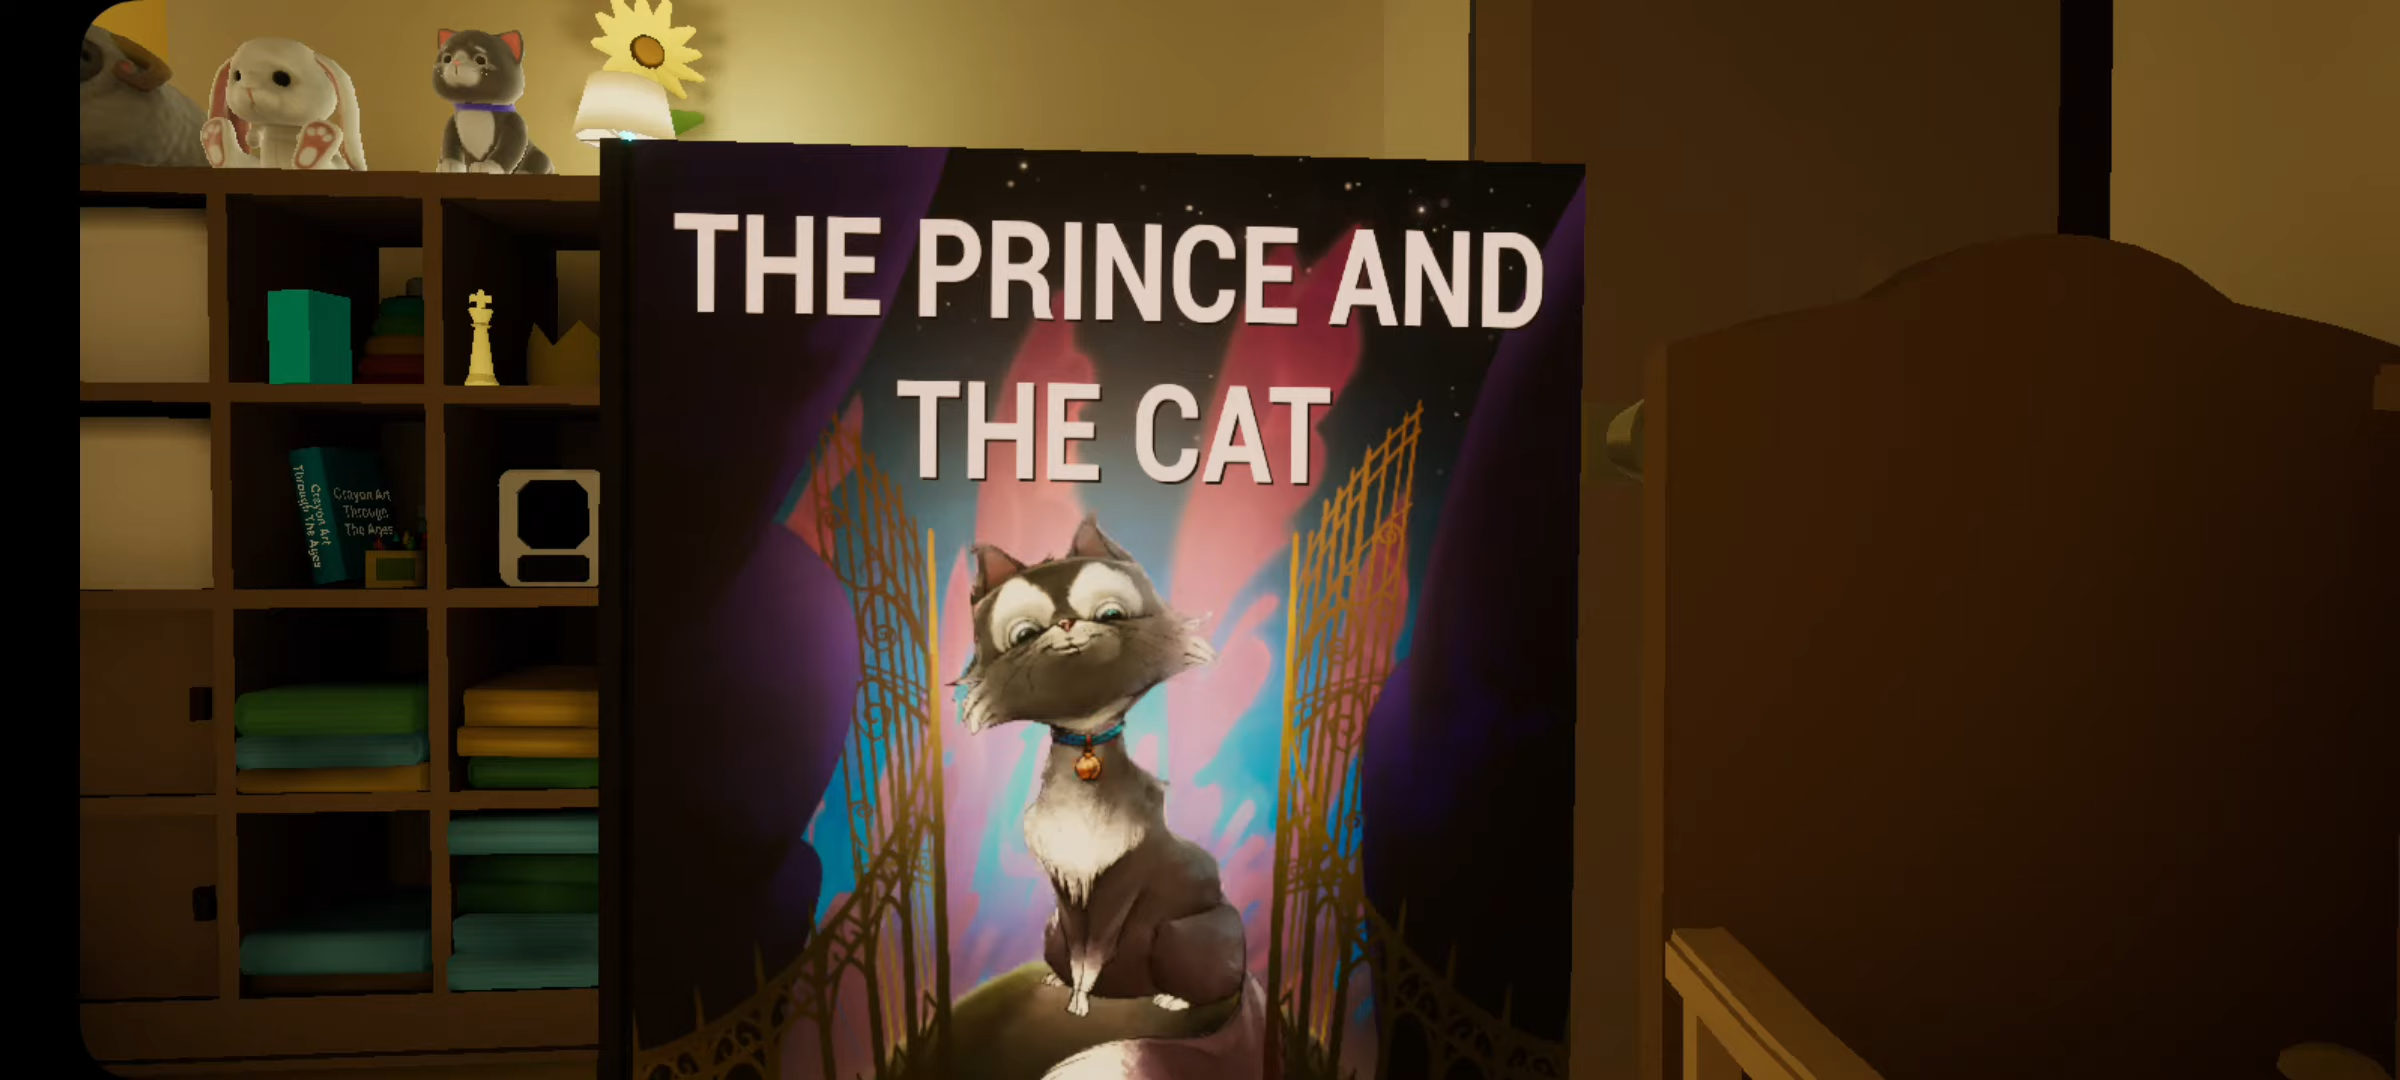 THE PRINCE AND
THE CAT
Crayon Art
Through The Ages
Crayon Art
Through
The Ages